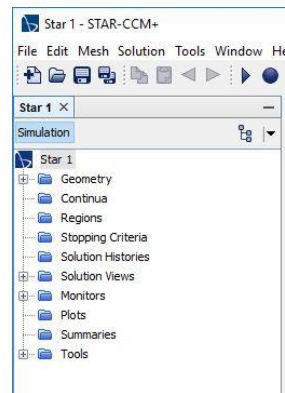 Star 1 - STAR-CCM+
File Edit Mesh Solution Tools Window He
Star 1
Simulation
Star 1
Geometry
Continua
Regions
Stopping Criteria
Solution Histories
Solution Views
Monitors
Plots
Summaries
Tools